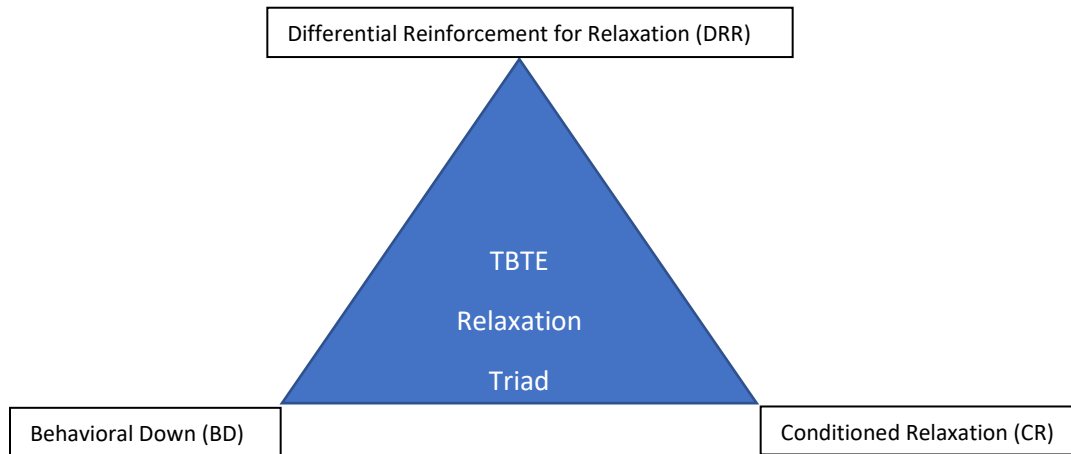 Differential Reinforcement for Relaxation (DRR)
TBTE
Relaxation
Triad
Behavioral Down (BD)
Conditioned Relaxation (CR)